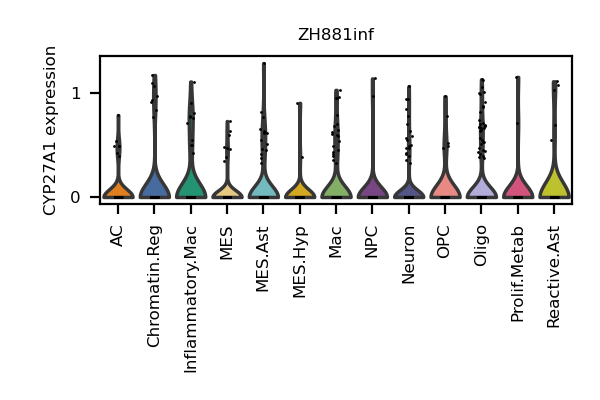 ZH881inf
CYP27A1 expression
1
0
AC
Chromatin.Reg
Inflammatory.Mac
MES
MES.Ast
MES.Hyp
Mac
NPC
Neuron
OPC
Oligo
Prolif.Metab
Reactive.Ast